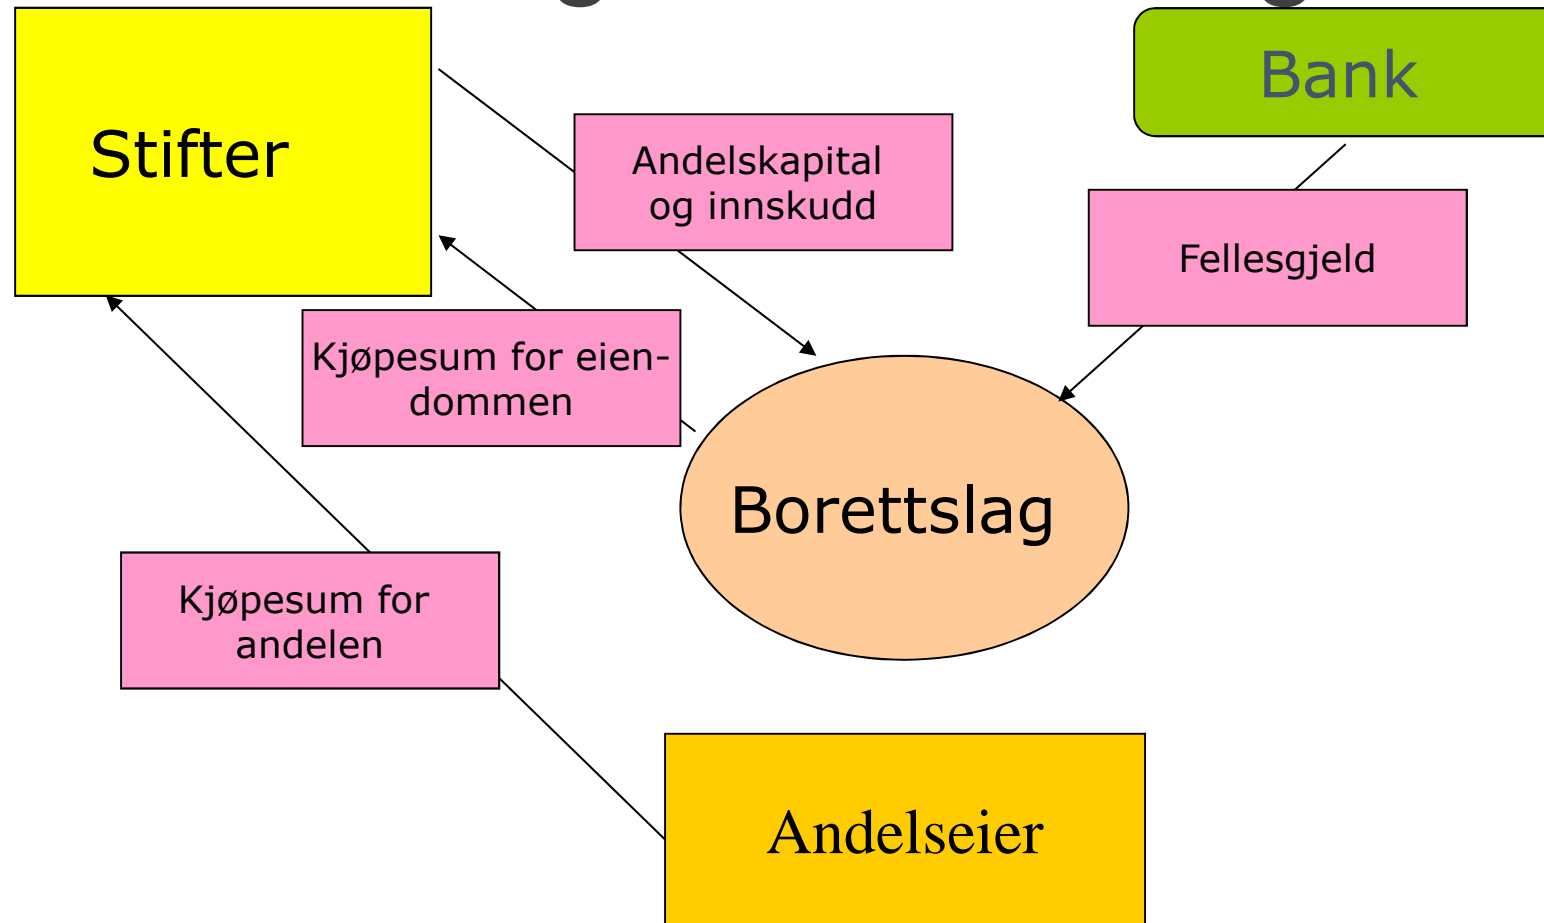 Bank
Stifter
Andelskapital
og innskudd
Fellesgjeld
Kjøpesum for eien-
dommen
Borettslag
Kjøpesum for
andelen
Andelseier